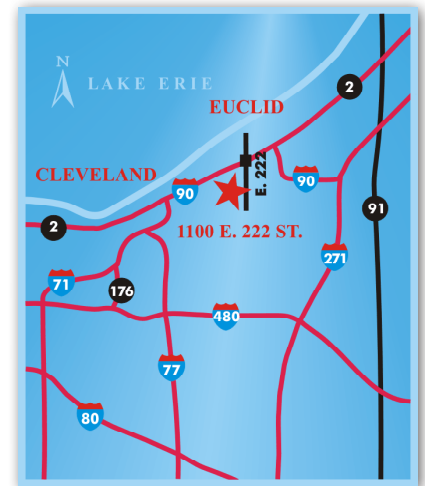 N
LAKE ERIE
2
EUCLID
E. 222
CLEVELAND
90
90
91
2
1100 E. 222 ST.
271
71
176
480
77
80